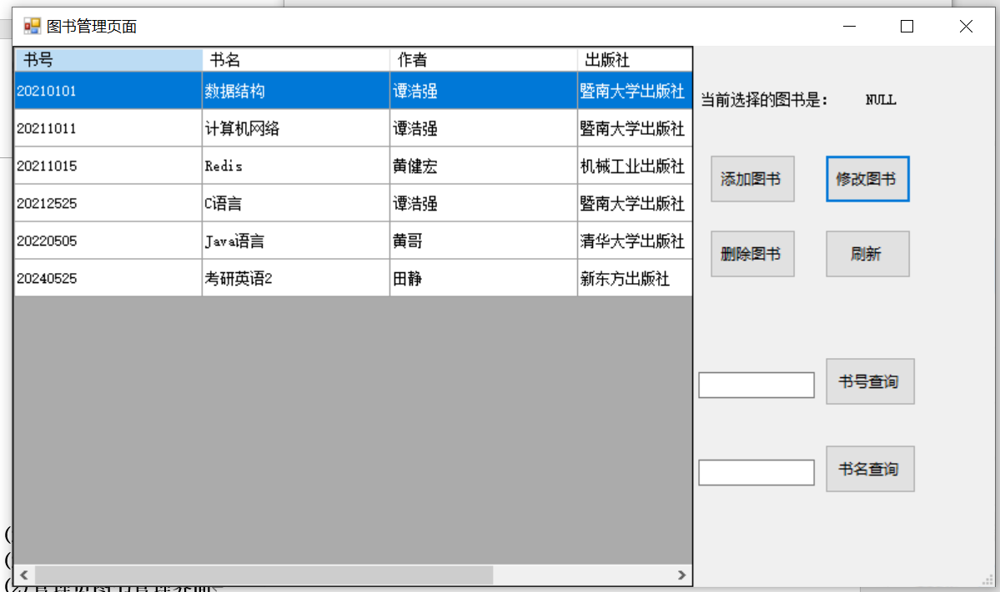 图书管理页面
书号 书名 作者 出版社
20210101 数据结构 谭浩强 暨南大学出版社
20211011 计算机网络 谭浩强 暨南大学出版社
20211015 Redis 黄健宏 机械工业出版社
20212525 C语言 谭浩强 暨南大学出版社
20220505 Java语言 黄哥 清华大学出版社
20240525 考研英语2 田静 新东方出版社
当前选择的图书是： NULL
添加图书 修改图书
删除图书 刷新
书号查询
书名查询